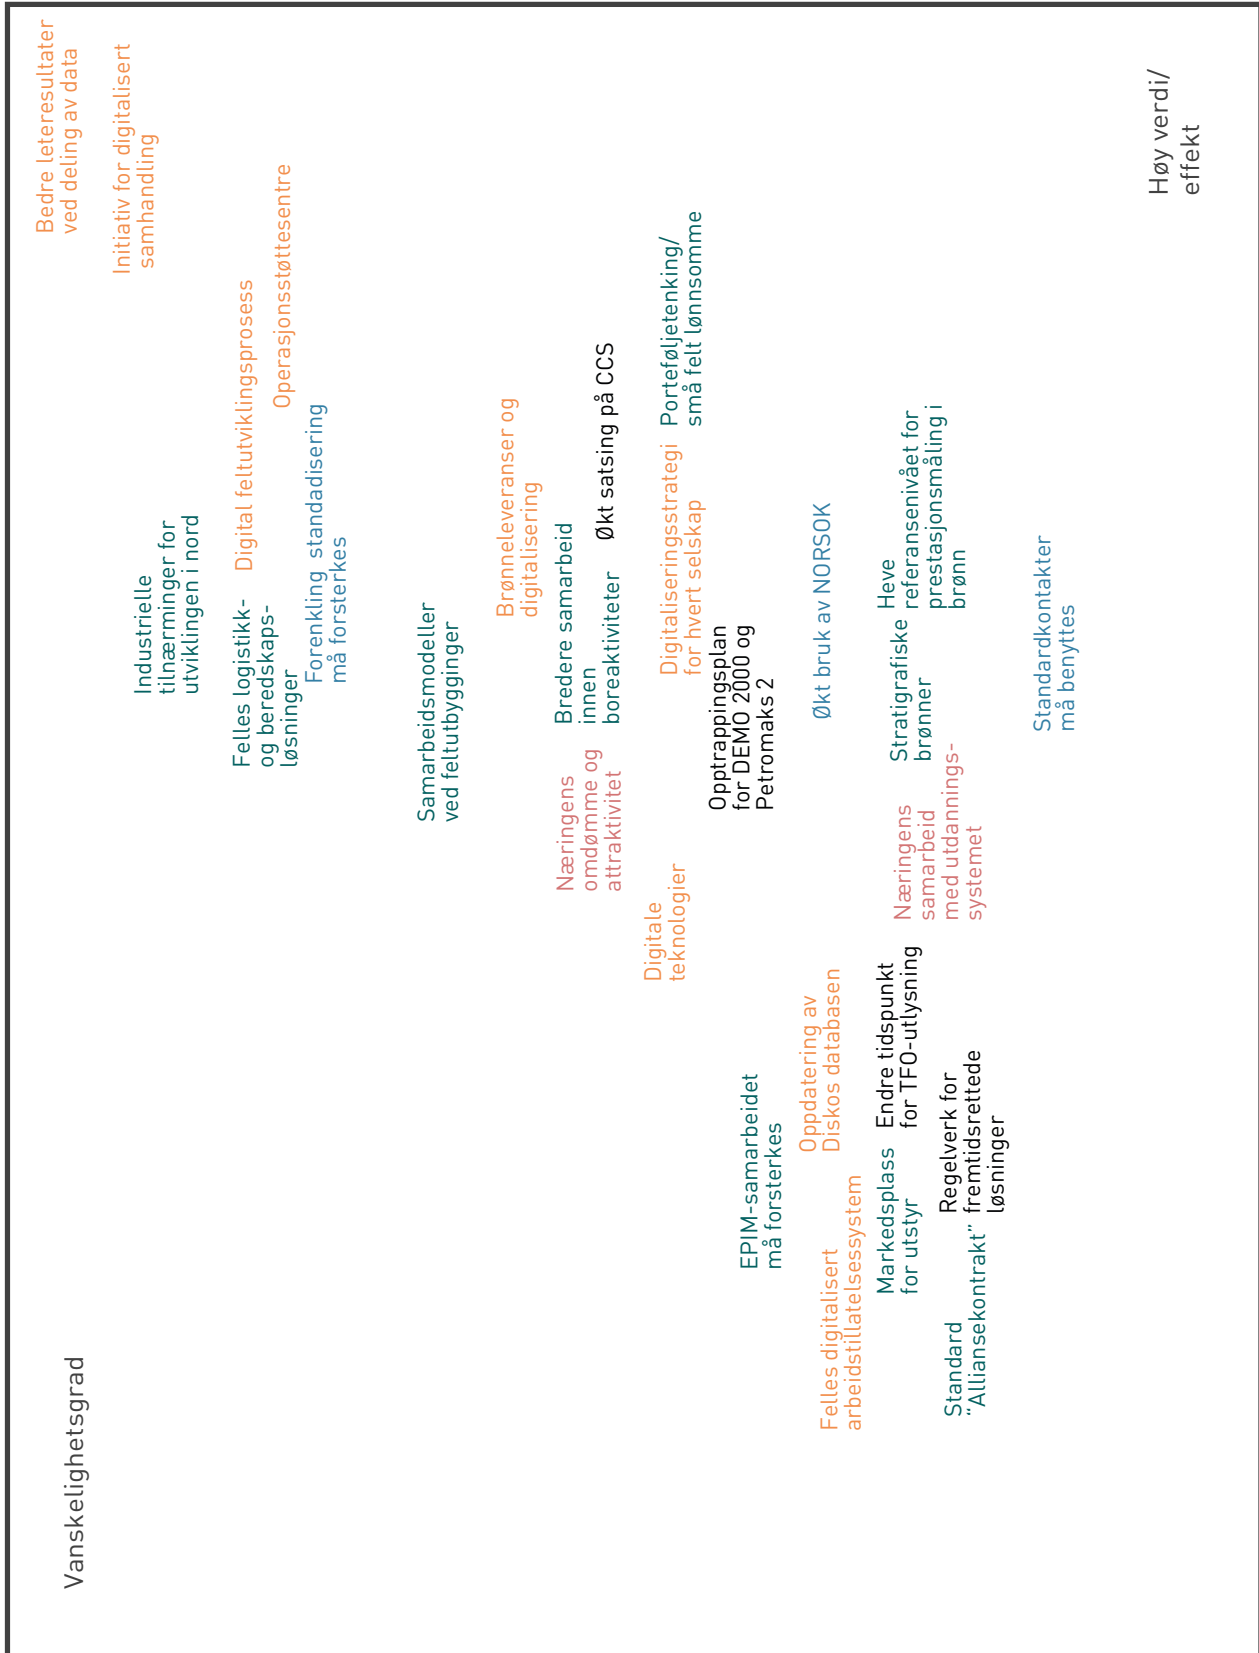 Vanskelighetsgrad
Bedre leteresultater
ved deling av data
Initiativ for digitalisert
samhandling
Industrielle
tilnærminger for
utviklingen i nord
Felles logistikk-
og beredskaps-
løsninger
Digital feltutviklingsprosess
Operasjonsstøttesentre
Forenkling standadisering
må forsterkes
Samarbeidsmodeller
ved feltutbygginger
Brønneleveranser og
digitalisering
Næringens
omdømme og
attraktivitet
Bredere samarbeid
innen
boreaktiviteter
Økt satsing på CCS
Digitale
teknologier
Digitaliseringsstrategi
for hvert selskap
Porteføljetenking/
små felt lønnsomme
Opptrappingsplan
for DEMO 2000 og
Petromaks 2
EPIM-samarbeidet
må forsterkes
Oppdatering av
Diskos databasen
Økt bruk av NORSOK
Felles digitalisert
arbeidstillatelsessystem
Markedsplass
for utstyr
Endre tidspunkt
for TFO-utlysning
Næringens
samarbeid
med utdannings-
systemet
Stratigrafiske
brønner
Heve
referansenivået for
prestasjonsmåling i
brønn
Standard
“Alliansekontrakt”
Regelverk for
fremtidsrettede
løsninger
Standardkontakter
må benyttes
Høy verdi/
effekt